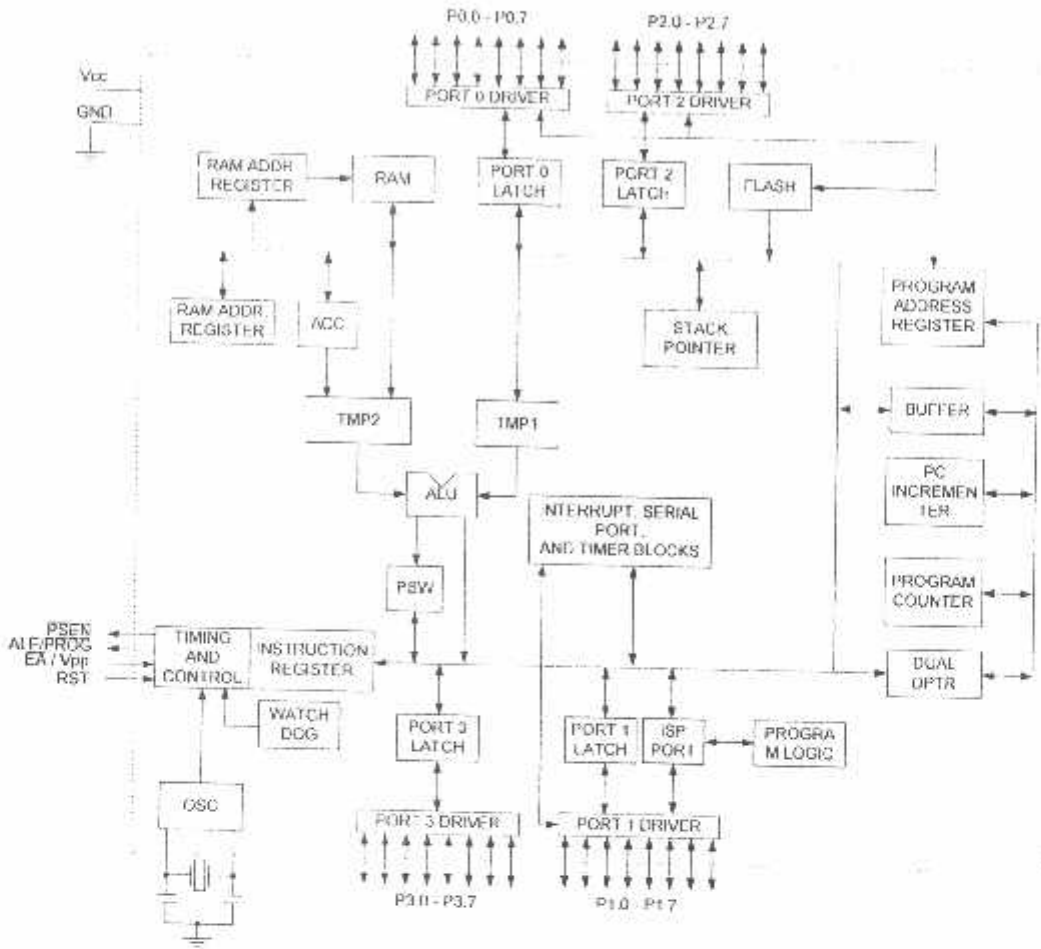 P0.0 - P0.7
P2.0 - P2.7
Vcc
GND
PORT 0 DRIVER
PORT 2 DRIVER
RAM ADDR.
REGISTER
RAM
PORT 0
LATCH
PORT 2
LATCH
FLASH
RAM ADDR.
REGISTER
ACC
STACK
POINTER
PROGRAM
ADDRESS
REGISTER
TMP2
TMP1
BUFFER
ALU
PC
INCREMEN
TER
NTERRUPT, SERIAL
PORT,
AND TIMER BLOCKS
PSW
PROGRAM
COUNTER
PSEN
ALE/PROG
EA / Vpp
RST
TIMING
AND
CONTROL
INSTRUCTION
REGISTER
DUAL
DPTR
WATCH
DOG
PORT 3
LATCH
PORT 1
LATCH
ISP
PORT
PROGRA
M LOGIC
OSC
PORT 3 DRIVER
PORT 1 DRIVER
P3.0 - P3.7
P1.0 - P1.7